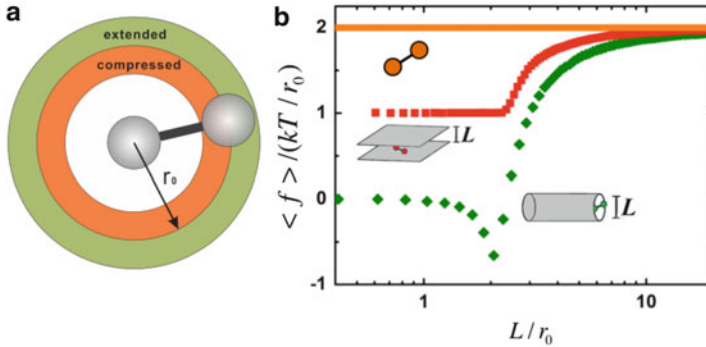 a
extended
compressed
r₀
b
< f > /(kT / r₀)
2
1
0
-1
L
L
1
10
L / r₀